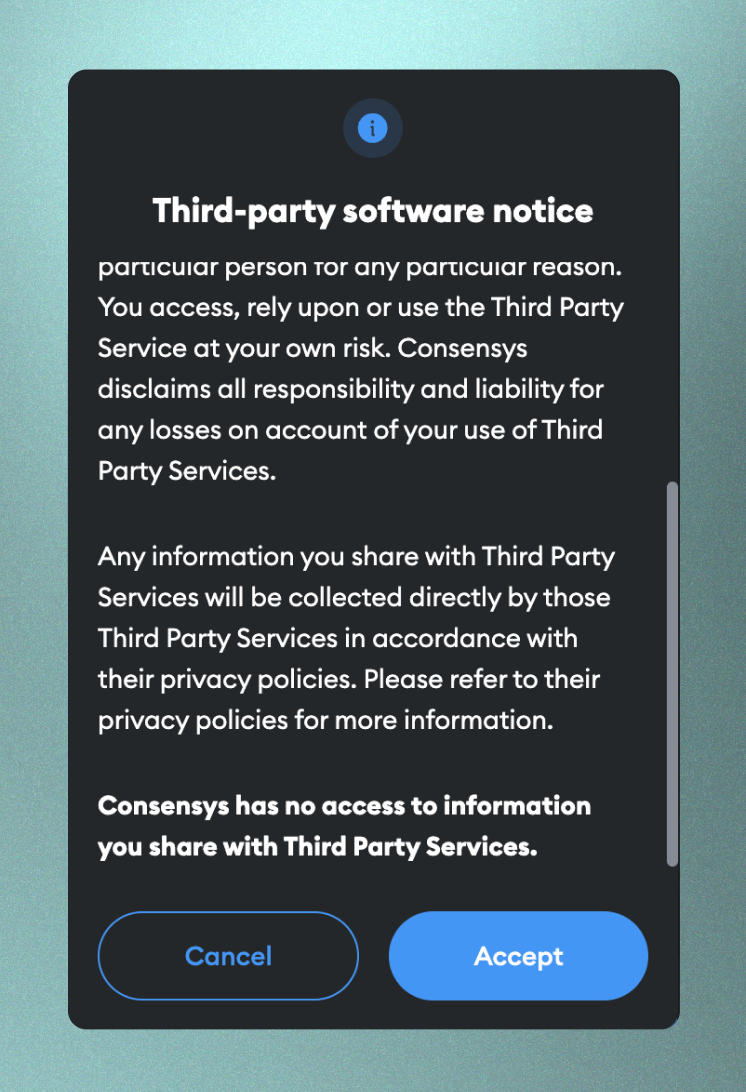 Third-party software notice
particular person for any particular reason.
You access, rely upon or use the Third Party
Service at your own risk. Consensys
disclaims all responsibility and liability for
any losses on account of your use of Third
Party Services.
Any information you share with Third Party
Services will be collected directly by those
Third Party Services in accordance with
their privacy policies. Please refer to their
privacy policies for more information.
Consensys has no access to information
you share with Third Party Services.
Cancel
Accept